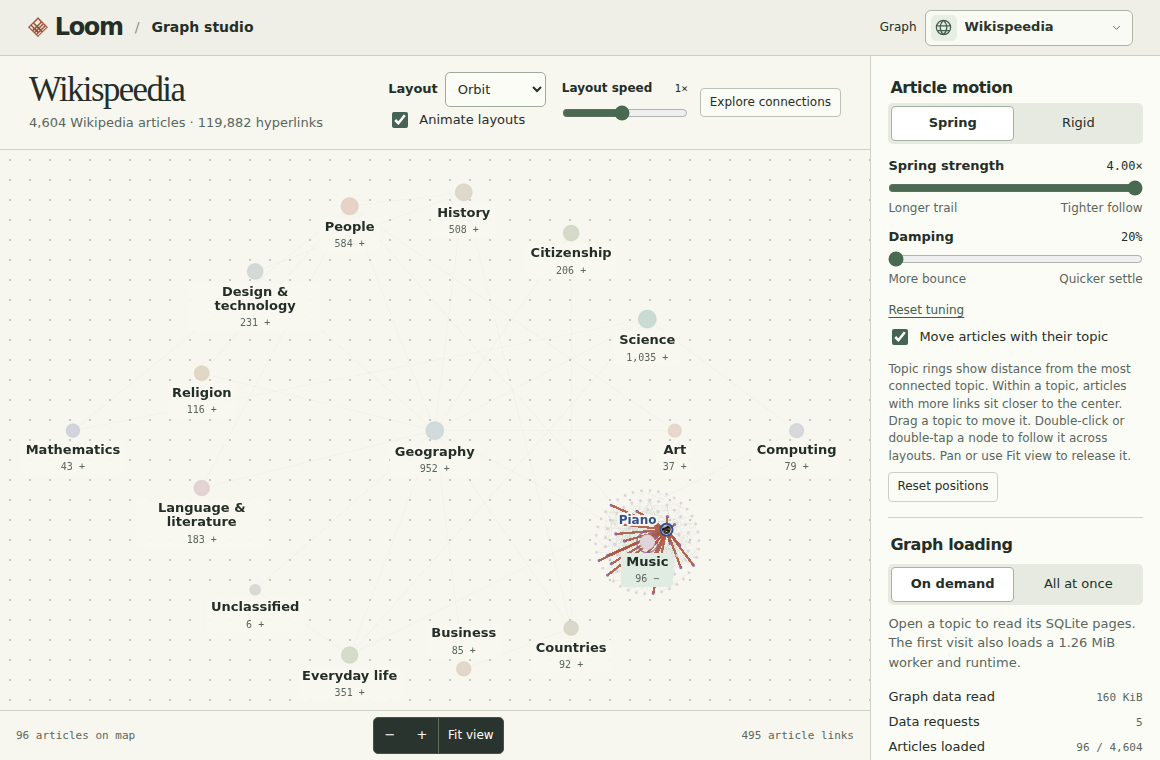 Loom / Graph studio
Graph Wikispeedia
Wikispeedia
4,604 Wikipedia articles · 119,882 hyperlinks
Layout Orbit
Animate layouts
Layout speed 1×
Explore connections
People
584 +
History
508 +
Citizenship
206 +
Design &
technology
231 +
Science
1,035 +
Religion
116 +
Mathematics
43 +
Geography
952 +
Art
37 +
Computing
79 +
Language &
literature
183 +
Piano
Music
96 −
Unclassified
6 +
Business
85 +
Countries
92 +
Everyday life
351 +
96 articles on map
− + Fit view
495 article links
Article motion
Spring Rigid
Spring strength 4.00×
Longer trail Tighter follow
Damping 20%
More bounce Quicker settle
Reset tuning
Move articles with their topic
Topic rings show distance from the most
connected topic. Within a topic, articles
with more links sit closer to the center.
Drag a topic to move it. Double-click or
double-tap a node to follow it across
layouts. Pan or use Fit view to release it.
Reset positions
Graph loading
On demand All at once
Open a topic to read its SQLite pages.
The first visit also loads a 1.26 MiB
worker and runtime.
Graph data read 160 KiB
Data requests 5
Articles loaded 96 / 4,604